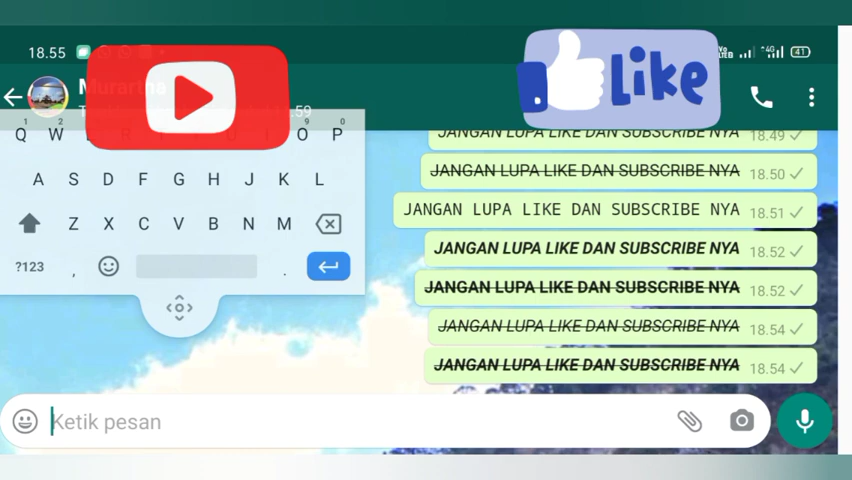 18.55
41
Like
JANGAN LUPA LIKE DAN SUBSCRIBE NYA 18.49
JANGAN LUPA LIKE DAN SUBSCRIBE NYA 18.50
JANGAN LUPA LIKE DAN SUBSCRIBE NYA 18.51
JANGAN LUPA LIKE DAN SUBSCRIBE NYA 18.52
JANGAN LUPA LIKE DAN SUBSCRIBE NYA 18.52
JANGAN LUPA LIKE DAN SUBSCRIBE NYA 18.54
JANGAN LUPA LIKE DAN SUBSCRIBE NYA 18.54
Q W O P
A S D F G H J K L
Z X C V B N M
?123 , .
Ketik pesan